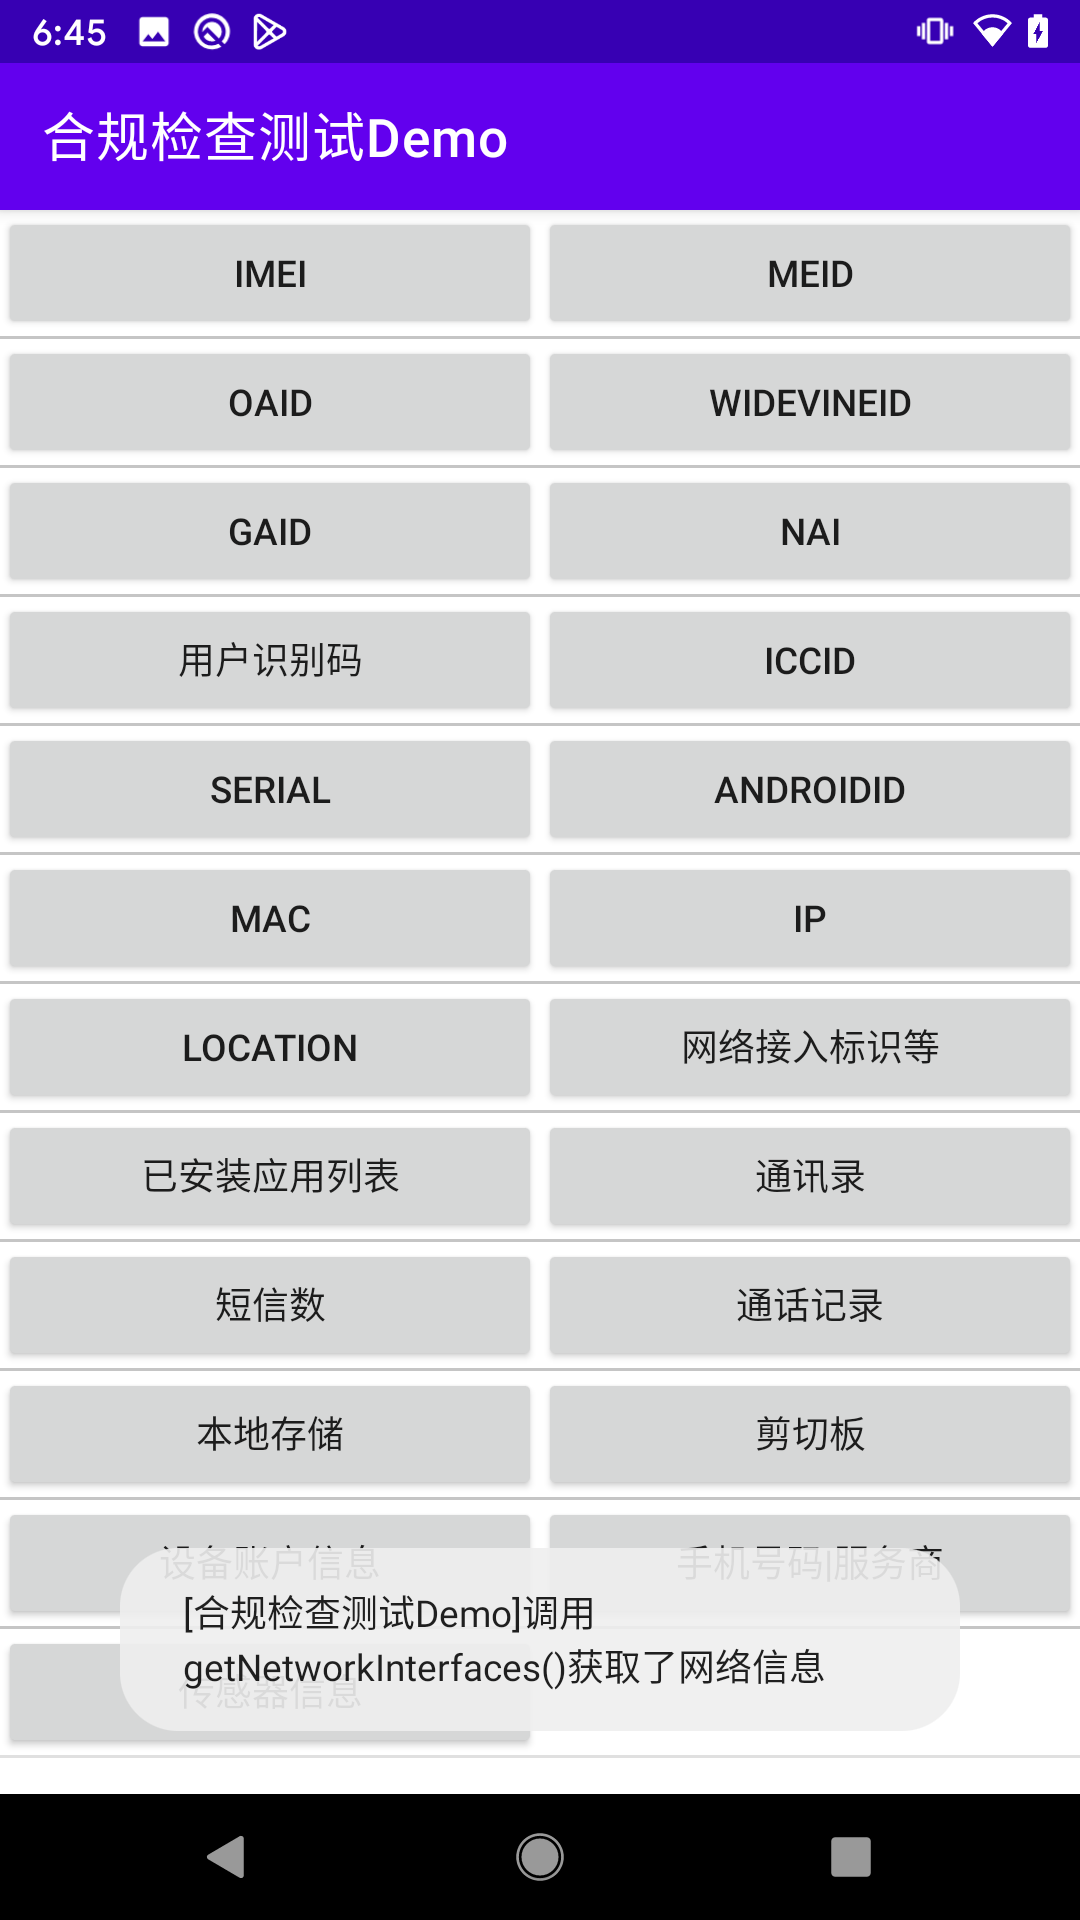 6:45
合规检查测试Demo
IMEI
MEID
OAID
WIDEVINEID
GAID
NAI
用户识别码
ICCID
SERIAL
ANDROIDID
MAC
IP
LOCATION
网络接入标识等
已安装应用列表
通讯录
短信数
通话记录
本地存储
剪切板
设备账户信息
手机号码|服务商
[合规检查测试Demo]调用
getNetworkInterfaces()获取了网络信息
传感器信息